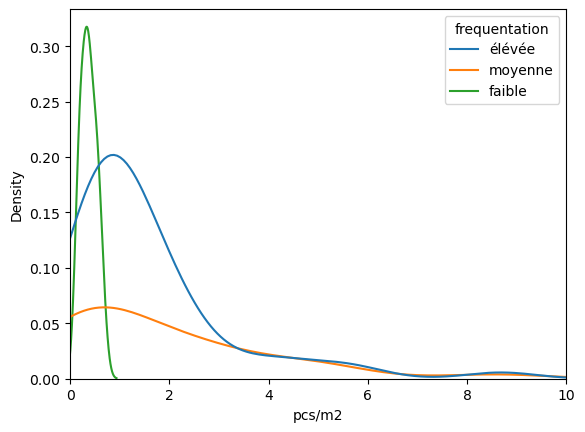 frequentation
élévée
moyenne
faible
0.30
0.25
0.20
0.15
0.10
0.05
0.00
Density
0 2 4 6 8 10
pcs/m2